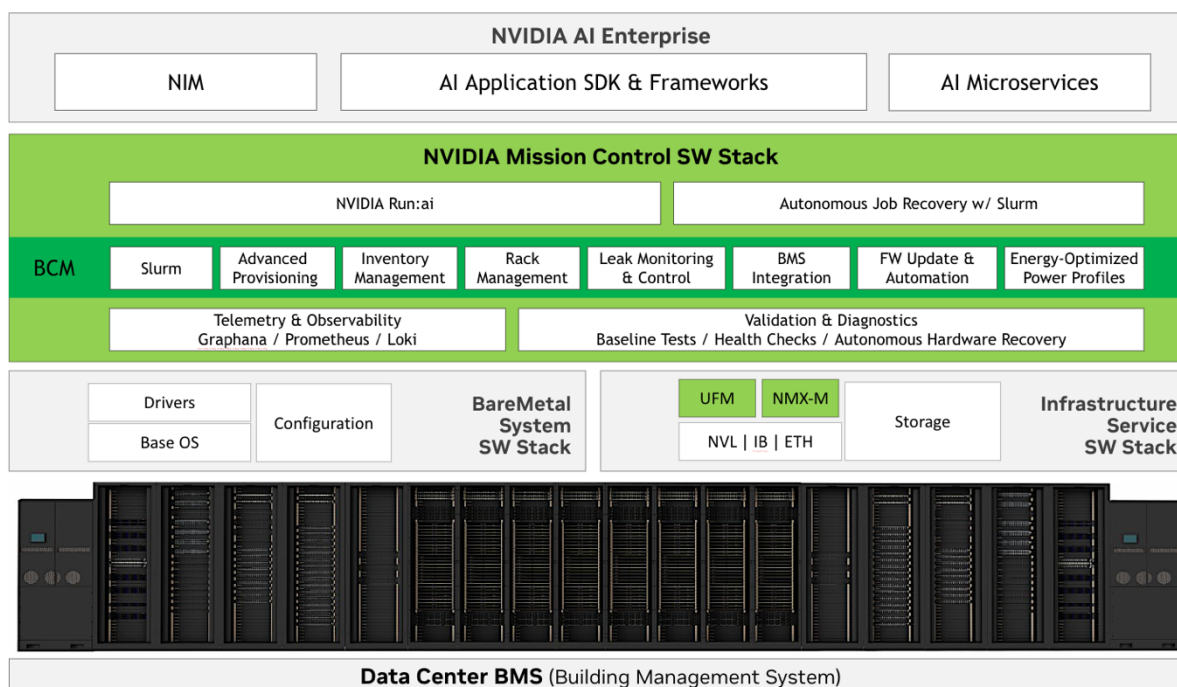 NVIDIA AI Enterprise
NIM
AI Application SDK & Frameworks
AI Microservices
NVIDIA Mission Control SW Stack
NVIDIA Run:ai
Autonomous Job Recovery w/ Slurm
BCM
Slurm
Advanced
Provisioning
Inventory
Management
Rack
Management
Leak Monitoring
& Control
BMS
Integration
FW Update &
Automation
Energy-Optimized
Power Profiles
Telemetry & Observability
Graphana / Prometheus / Loki
Validation & Diagnostics
Baseline Tests / Health Checks / Autonomous Hardware Recovery
Drivers
Base OS
Configuration
BareMetal
System
SW Stack
UFM
NMX-M
NVL | IB | ETH
Storage
Infrastructure
Service
SW Stack
Data Center BMS (Building Management System)